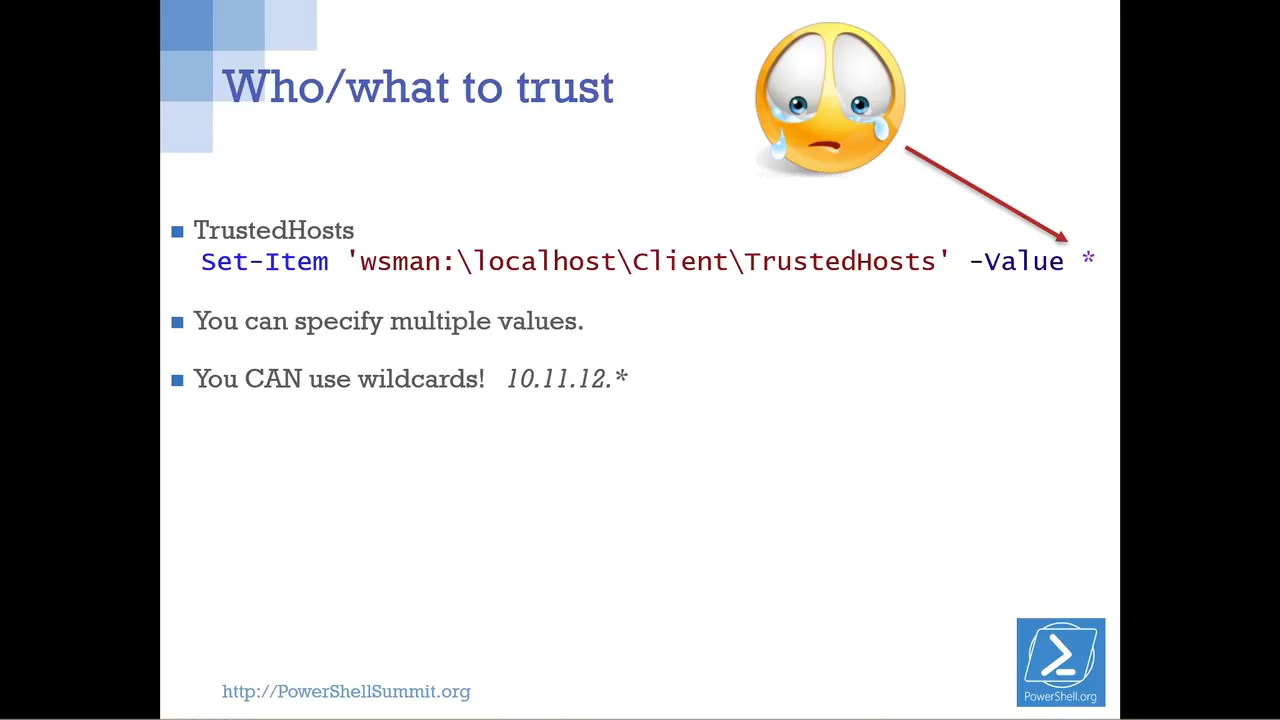 Who/what to trust
TrustedHosts
Set-Item 'wsman:\localhost\Client\TrustedHosts' -Value *
You can specify multiple values.
You CAN use wildcards! 10.11.12.*
http://PowerShellSummit.org
PowerShell.org